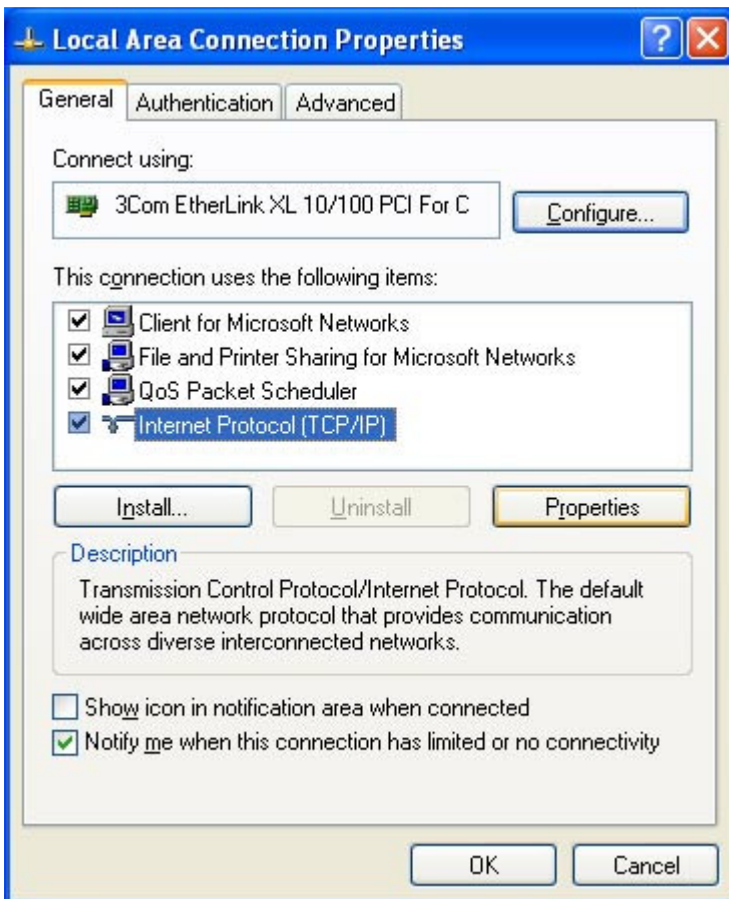 Local Area Connection Properties
General Authentication Advanced
Connect using:
3Com EtherLink XL 10/100 PCI For C
Configure...
This connection uses the following items:
Client for Microsoft Networks
File and Printer Sharing for Microsoft Networks
QoS Packet Scheduler
Internet Protocol (TCP/IP)
Install... Uninstall Properties
Description
Transmission Control Protocol/Internet Protocol. The default
wide area network protocol that provides communication
across diverse interconnected networks.
Show icon in notification area when connected
Notify me when this connection has limited or no connectivity
OK Cancel